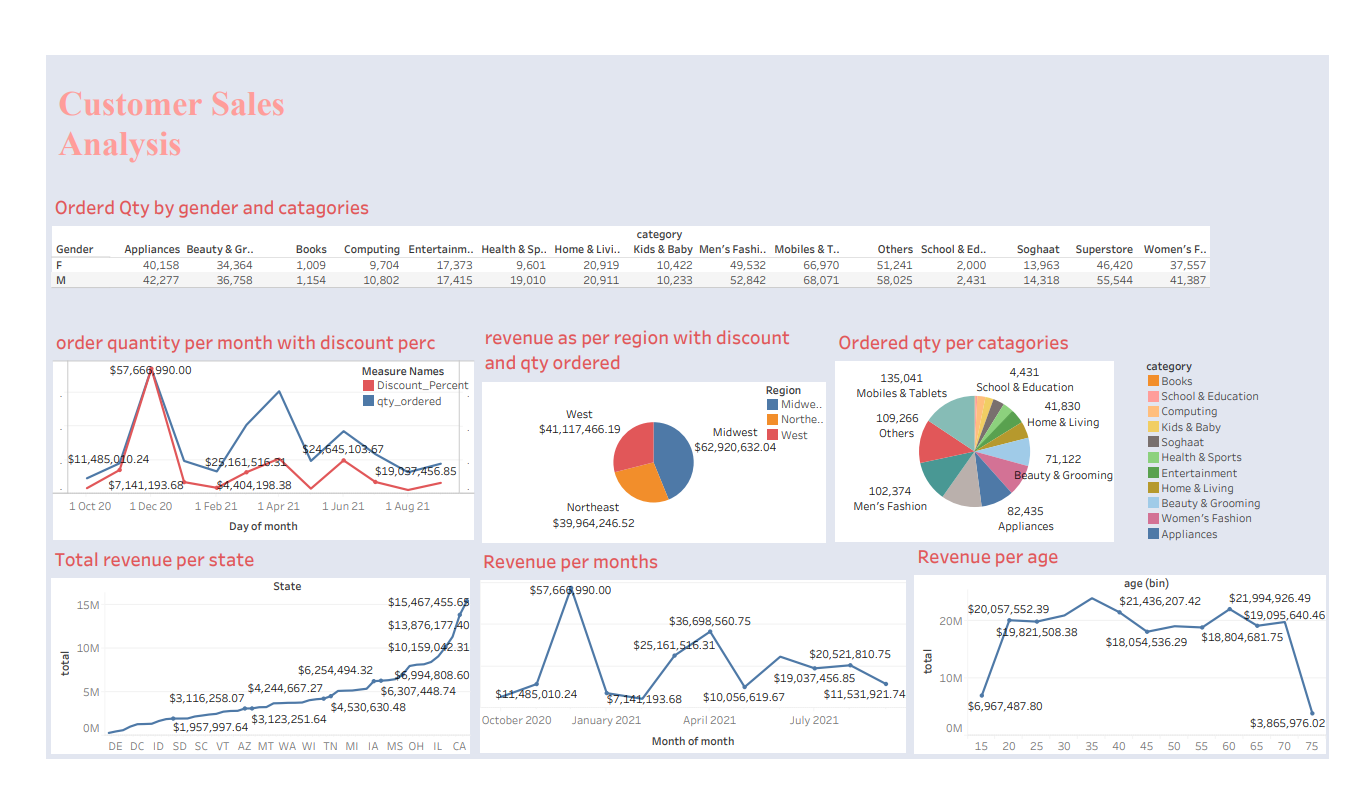 Customer Sales
Analysis
Orderd Qty by gender and catagories
category
Gender Appliances Beauty & Gr.. Books Computing Entertainm.. Health & Sp.. Home & Livi.. Kids & Baby Men's Fashi.. Mobiles & T.. Others School & Ed.. Soghaat Superstore Women's F..
F 40,158 34,364 1,009 9,704 17,373 9,601 20,919 10,422 49,532 66,970 51,241 2,000 13,963 46,420 37,557
M 42,277 36,758 1,154 10,802 17,415 19,010 20,911 10,233 52,842 68,071 58,025 2,431 14,318 55,544 41,387
order quantity per month with discount perc
$57,666,990.00
Measure Names
Discount_Percent
qty_ordered
$11,485,010.24
$7,141,193.68
$25,161,516.31
$4,404,198.38
$24,645,103.67
$19,037,456.85
1 Oct 20 1 Dec 20 1 Feb 21 1 Apr 21 1 Jun 21 1 Aug 21
Day of month
revenue as per region with discount
and qty ordered
Region
Midwe..
Northe..
West
West
$41,117,466.19
Midwest
$62,920,632.04
Northeast
$39,964,246.52
Ordered qty per catagories
135,041
Mobiles & Tablets
4,431
School & Education
41,830
Home & Living
109,266
Others
71,122
Beauty & Grooming
102,374
Men's Fashion
82,435
Appliances
category
Books
School & Education
Computing
Kids & Baby
Soghaat
Health & Sports
Entertainment
Home & Living
Beauty & Grooming
Women's Fashion
Appliances
Total revenue per state
State
total
15M
10M
5M
0M
$15,467,455.65
$13,876,177.40
$10,159,042.31
$6,994,808.60
$6,307,448.74
$6,254,494.32
$4,244,667.27
$4,530,630.48
$3,116,258.07
$3,123,251.64
$1,957,997.64
DE DC ID SD SC VT AZ MT WA WI TN MI IA MS OH IL CA
Revenue per months
$57,666,990.00
$36,698,560.75
$25,161,516.31
$20,521,810.75
$19,037,456.85
$11,485,010.24
$7,141,193.68
$10,056,619.67
$11,531,921.74
October 2020 January 2021 April 2021 July 2021
Month of month
Revenue per age
age (bin)
total
20M
10M
0M
$20,057,552.39
$19,821,508.38
$21,436,207.42
$18,054,536.29
$21,994,926.49
$19,095,640.46
$18,804,681.75
$6,967,487.80
$3,865,976.02
15 20 25 30 35 40 45 50 55 60 65 70 75